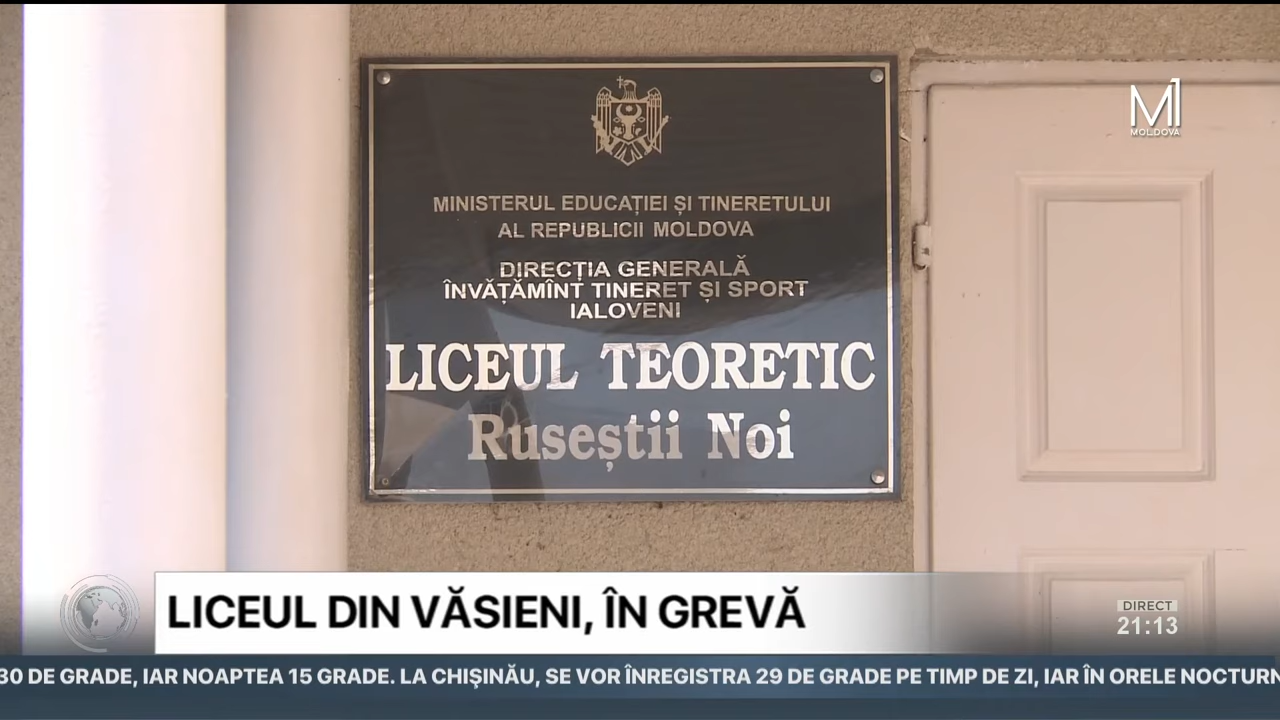 M1
MOLDOVA
MINISTERUL EDUCAȚIEI ȘI TINERETULUI
AL REPUBLICII MOLDOVA
DIRECȚIA GENERALĂ
ÎNVĂȚĂMÎNT TINERET ȘI SPORT
IALOVENI
LICEUL TEORETIC
Ruseștii Noi
LICEUL DIN VĂSIENI, ÎN GREVĂ
DIRECT
21:13
30 DE GRADE, IAR NOAPTEA 15 GRADE. LA CHIŞINĂU, SE VOR ÎNREGISTRA 29 DE GRADE PE TIMP DE ZI, IAR ÎN ORELE NOCTURN